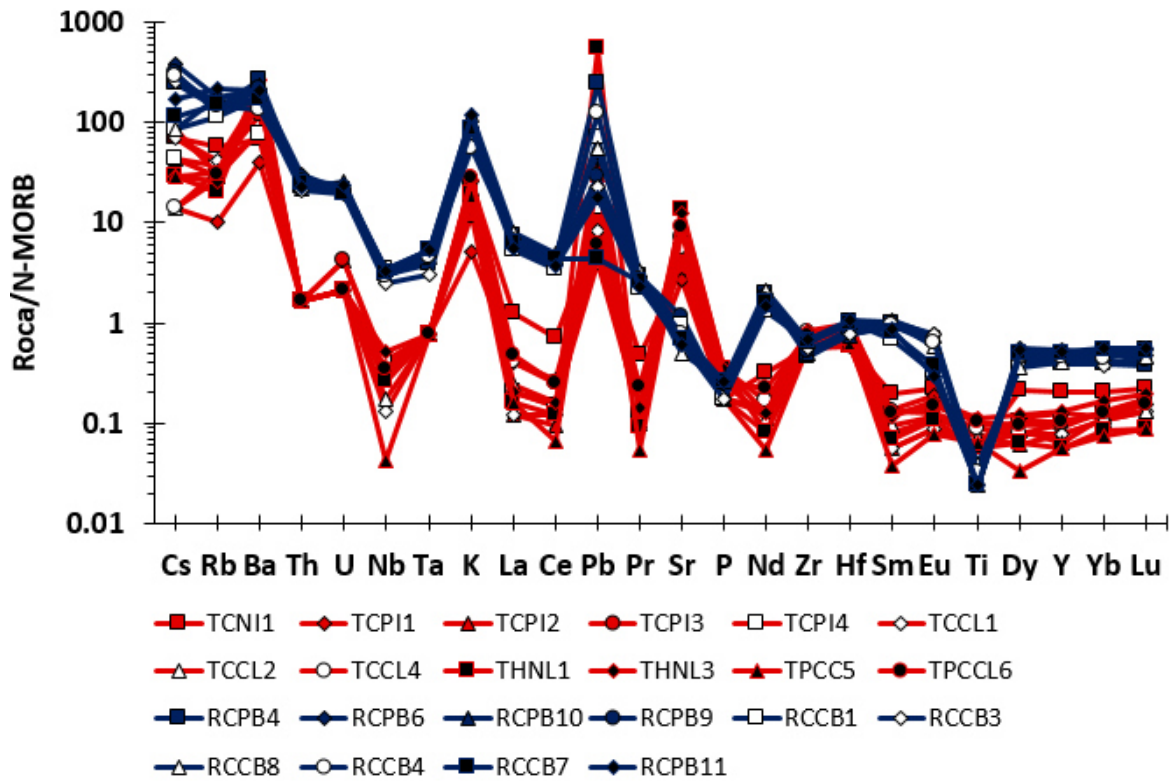 1000
100
10
1
0.1
0.01
Roca/N-MORB
Cs Rb Ba Th U Nb Ta K La Ce Pb Pr Sr P Nd Zr Hf Sm Eu Ti Dy Y Yb Lu
TCNI1 TCPI1 TCPI2 TCPI3 TCPI4 TCCL1
TCCL2 TCCL4 THNL1 THNL3 TPCC5 TPCCL6
RCPB4 RCPB6 RCPB10 RCPB9 RCCB1 RCCB3
RCCB8 RCCB4 RCCB7 RCPB11